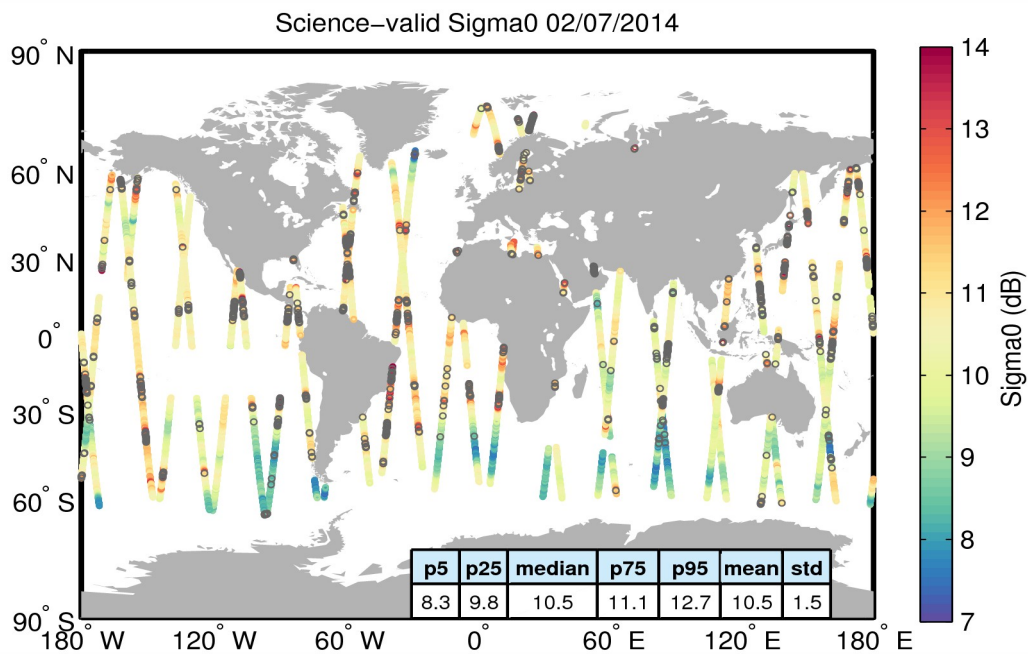 Science−valid Sigma0 02/07/2014
90° N
60° N
30° N
0°
30° S
60° S
90° S
180° W
120° W
60° W
0°
60° E
120° E
180° E
p5 p25 median p75 p95 mean std
8.3 9.8 10.5 11.1 12.7 10.5 1.5
14
13
12
11
10
9
8
7
Sigma0 (dB)